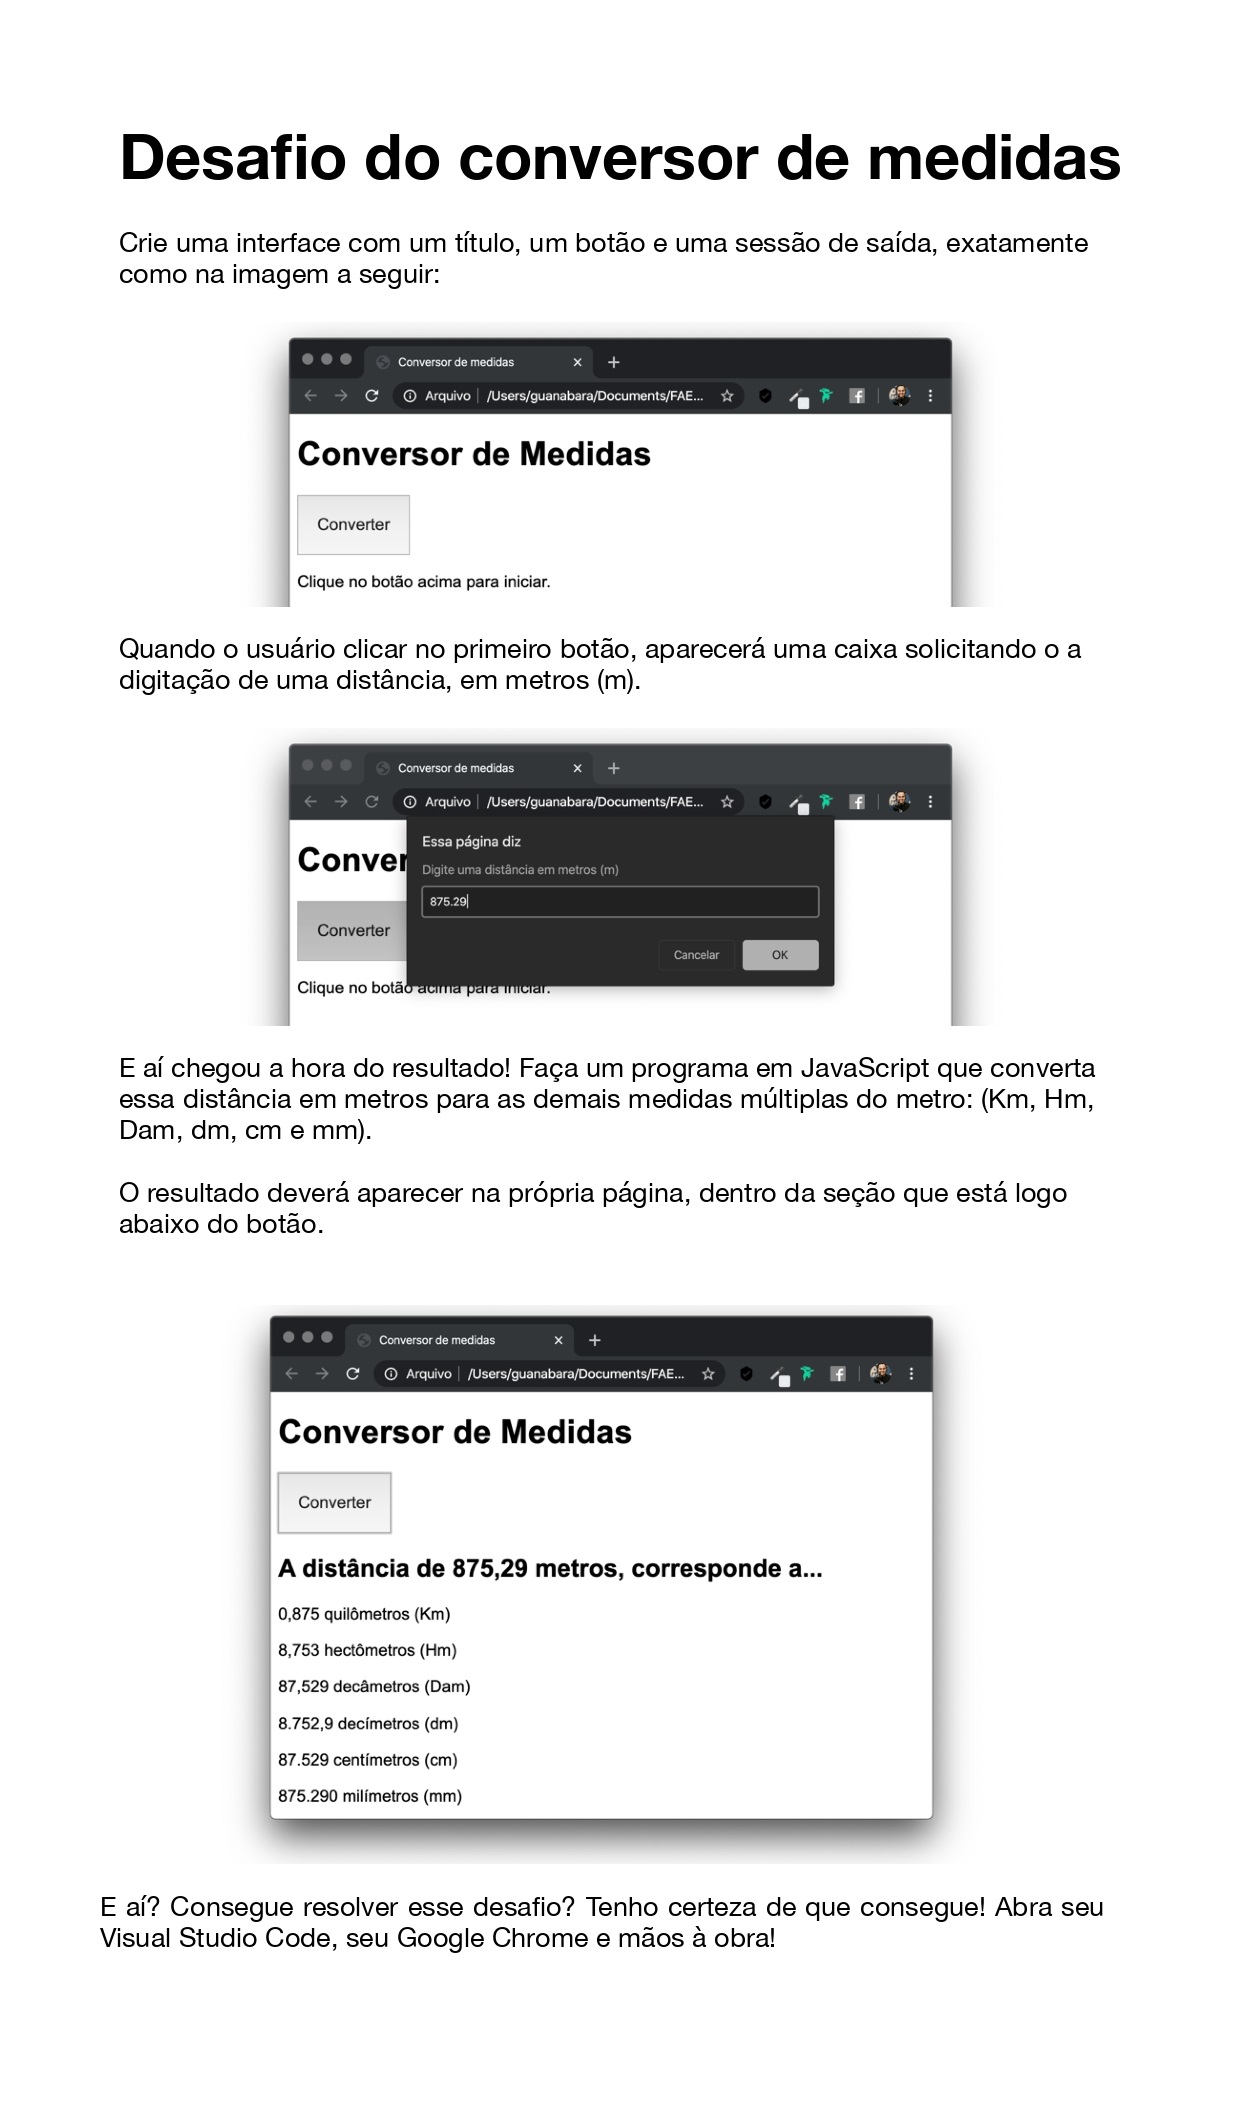 Desafio do conversor de medidas
Crie uma interface com um título, um botão e uma sessão de saída, exatamente
como na imagem a seguir:
Conversor de medidas
Arquivo | /Users/guanabara/Documents/FAE...
Conversor de Medidas
Converter
Clique no botão acima para iniciar.
Quando o usuário clicar no primeiro botão, aparecerá uma caixa solicitando o a
digitação de uma distância, em metros (m).
Conversor de medidas
Arquivo | /Users/guanabara/Documents/FAE...
Essa página diz
Conver
Digite uma distância em metros (m)
875.29
Converter
Cancelar OK
Clique no botão acima para iniciar.
E aí chegou a hora do resultado! Faça um programa em JavaScript que converta
essa distância em metros para as demais medidas múltiplas do metro: (Km, Hm,
Dam, dm, cm e mm).
O resultado deverá aparecer na própria página, dentro da seção que está logo
abaixo do botão.
Conversor de medidas
Arquivo | /Users/guanabara/Documents/FAE...
Conversor de Medidas
Converter
A distância de 875,29 metros, corresponde a...
0,875 quilômetros (Km)
8,753 hectômetros (Hm)
87,529 decâmetros (Dam)
8.752,9 decímetros (dm)
87.529 centímetros (cm)
875.290 milímetros (mm)
E aí? Consegue resolver esse desafio? Tenho certeza de que consegue! Abra seu
Visual Studio Code, seu Google Chrome e mãos à obra!